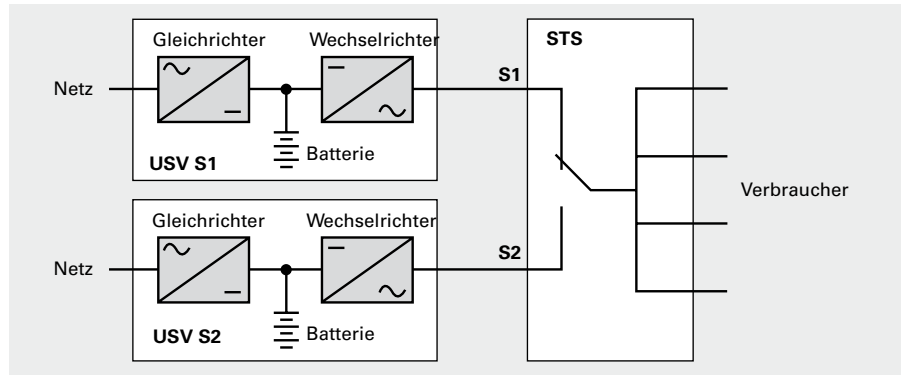 Gleichrichter Wechselrichter STS
Netz S1
Batterie
USV S1
Verbraucher
Gleichrichter Wechselrichter
Netz S2
Batterie
USV S2